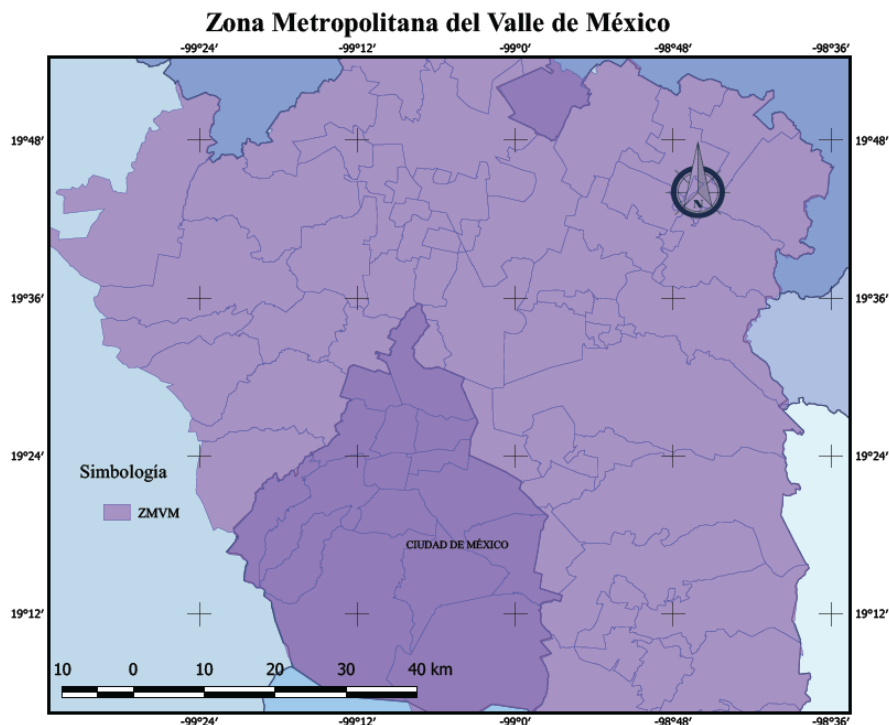 Zona Metropolitana del Valle de México
-99°24′ -99°12′ -99°0′ -98°48′ -98°36′
19°48′ 19°48′
N
19°36′ 19°36′
19°24′ 19°24′
Simbología
ZMVM
CIUDAD DE MÉXICO
19°12′ 19°12′
10 0 10 20 30 40 km
-99°24′ -99°12′ -99°0′ -98°48′ -98°36′